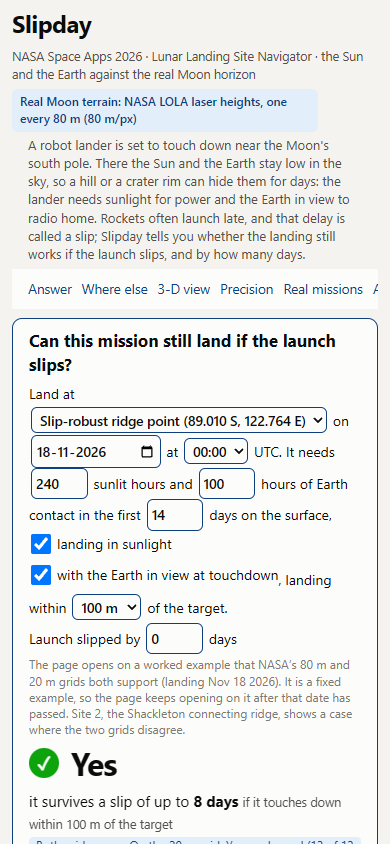 Slipday
NASA Space Apps 2026 · Lunar Landing Site Navigator · the Sun
and the Earth against the real Moon horizon
Real Moon terrain: NASA LOLA laser heights, one
every 80 m (80 m/px)
A robot lander is set to touch down near the Moon's
south pole. There the Sun and the Earth stay low in the
sky, so a hill or a crater rim can hide them for days: the
lander needs sunlight for power and the Earth in view to
radio home. Rockets often launch late, and that delay is
called a slip; Slipday tells you whether the landing still
works if the launch slips, and by how many days.
Answer Where else 3-D view Precision Real missions
Can this mission still land if the launch
slips?
Land at
Slip-robust ridge point (89.010 S, 122.764 E) on
18-11-2026 at 00:00 UTC. It needs
240 sunlit hours and 100 hours of Earth
contact in the first 14 days on the surface,
landing in sunlight
with the Earth in view at touchdown, landing
within 100 m of the target.
Launch slipped by 0 days
The page opens on a worked example that NASA's 80 m and
20 m grids both support (landing Nov 18 2026). It is a fixed
example, so the page keeps opening on it after that date has
passed. Site 2, the Shackleton connecting ridge, shows a case
where the two grids disagree.
Yes
it survives a slip of up to 8 days if it touches down
within 100 m of the target